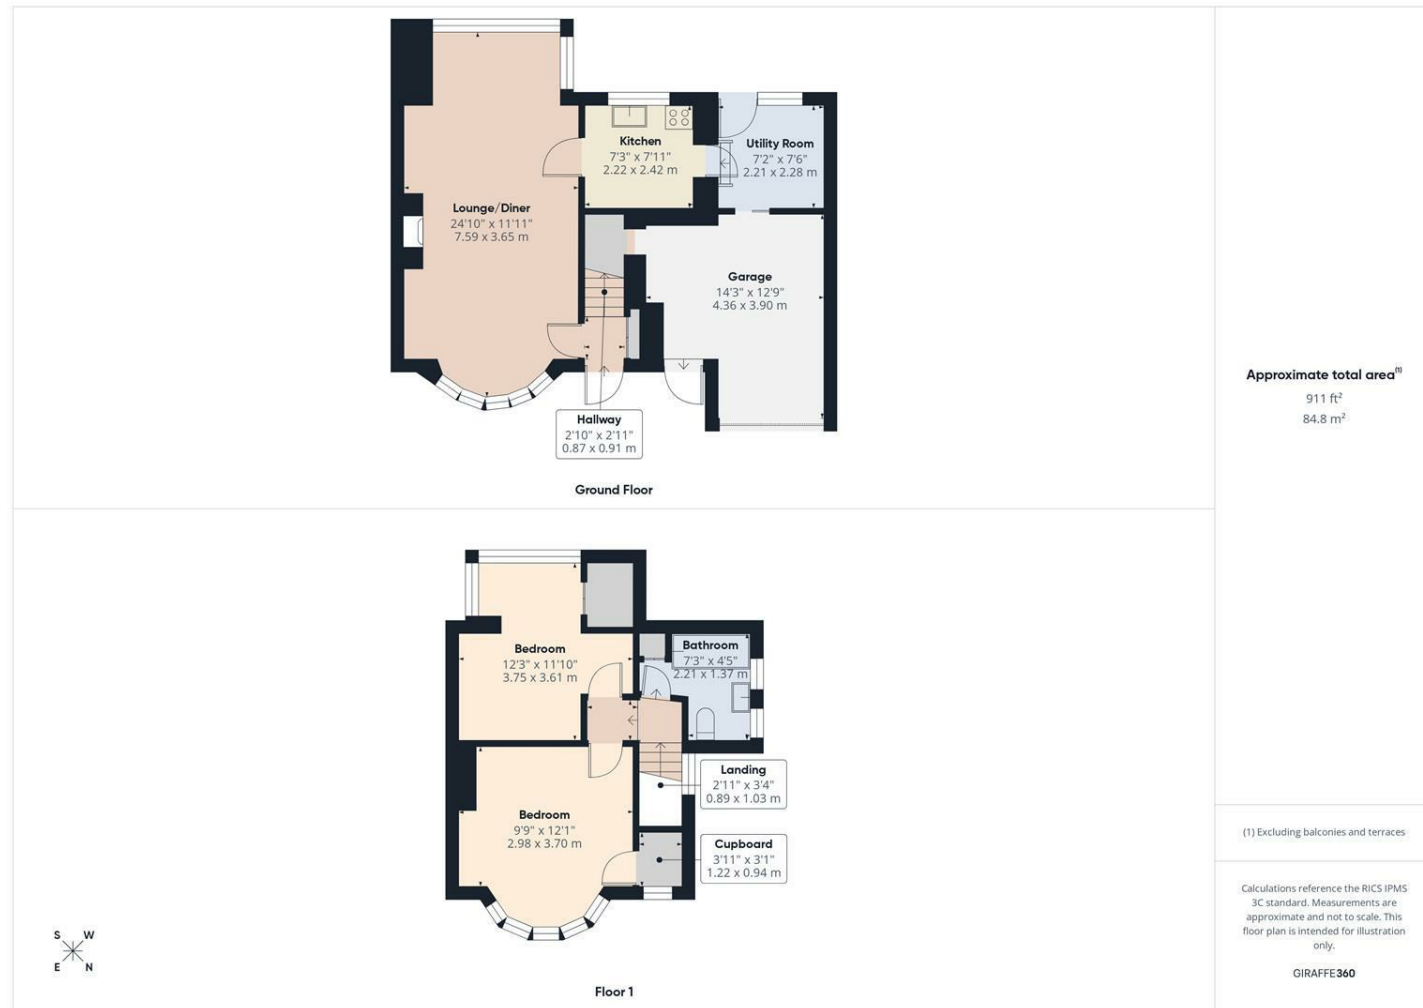 Kitchen
7'3" x 7'11"
2.22 x 2.42 m
Utility Room
7'2" x 7'6"
2.21 x 2.28 m
Lounge/Diner
24'10" x 11'11"
7.59 x 3.65 m
Garage
14'3" x 12'9"
4.36 x 3.90 m
Hallway
2'10" x 2'11"
0.87 x 0.91 m
Ground Floor
Bedroom
12'3" x 11'10"
3.75 x 3.61 m
Bathroom
7'3" x 4'5"
2.21 x 1.37 m
Landing
2'11" x 3'4"
0.89 x 1.03 m
Bedroom
9'9" x 12'1"
2.98 x 3.70 m
Cupboard
3'11" x 3'1"
1.22 x 0.94 m
S W
E N
Floor 1
Approximate total area(1)
911 ft²
84.8 m²
(1) Excluding balconies and terraces
Calculations reference the RICS IPMS
3C standard. Measurements are
approximate and not to scale. This
floor plan is intended for illustration
only.
GIRAFFE360